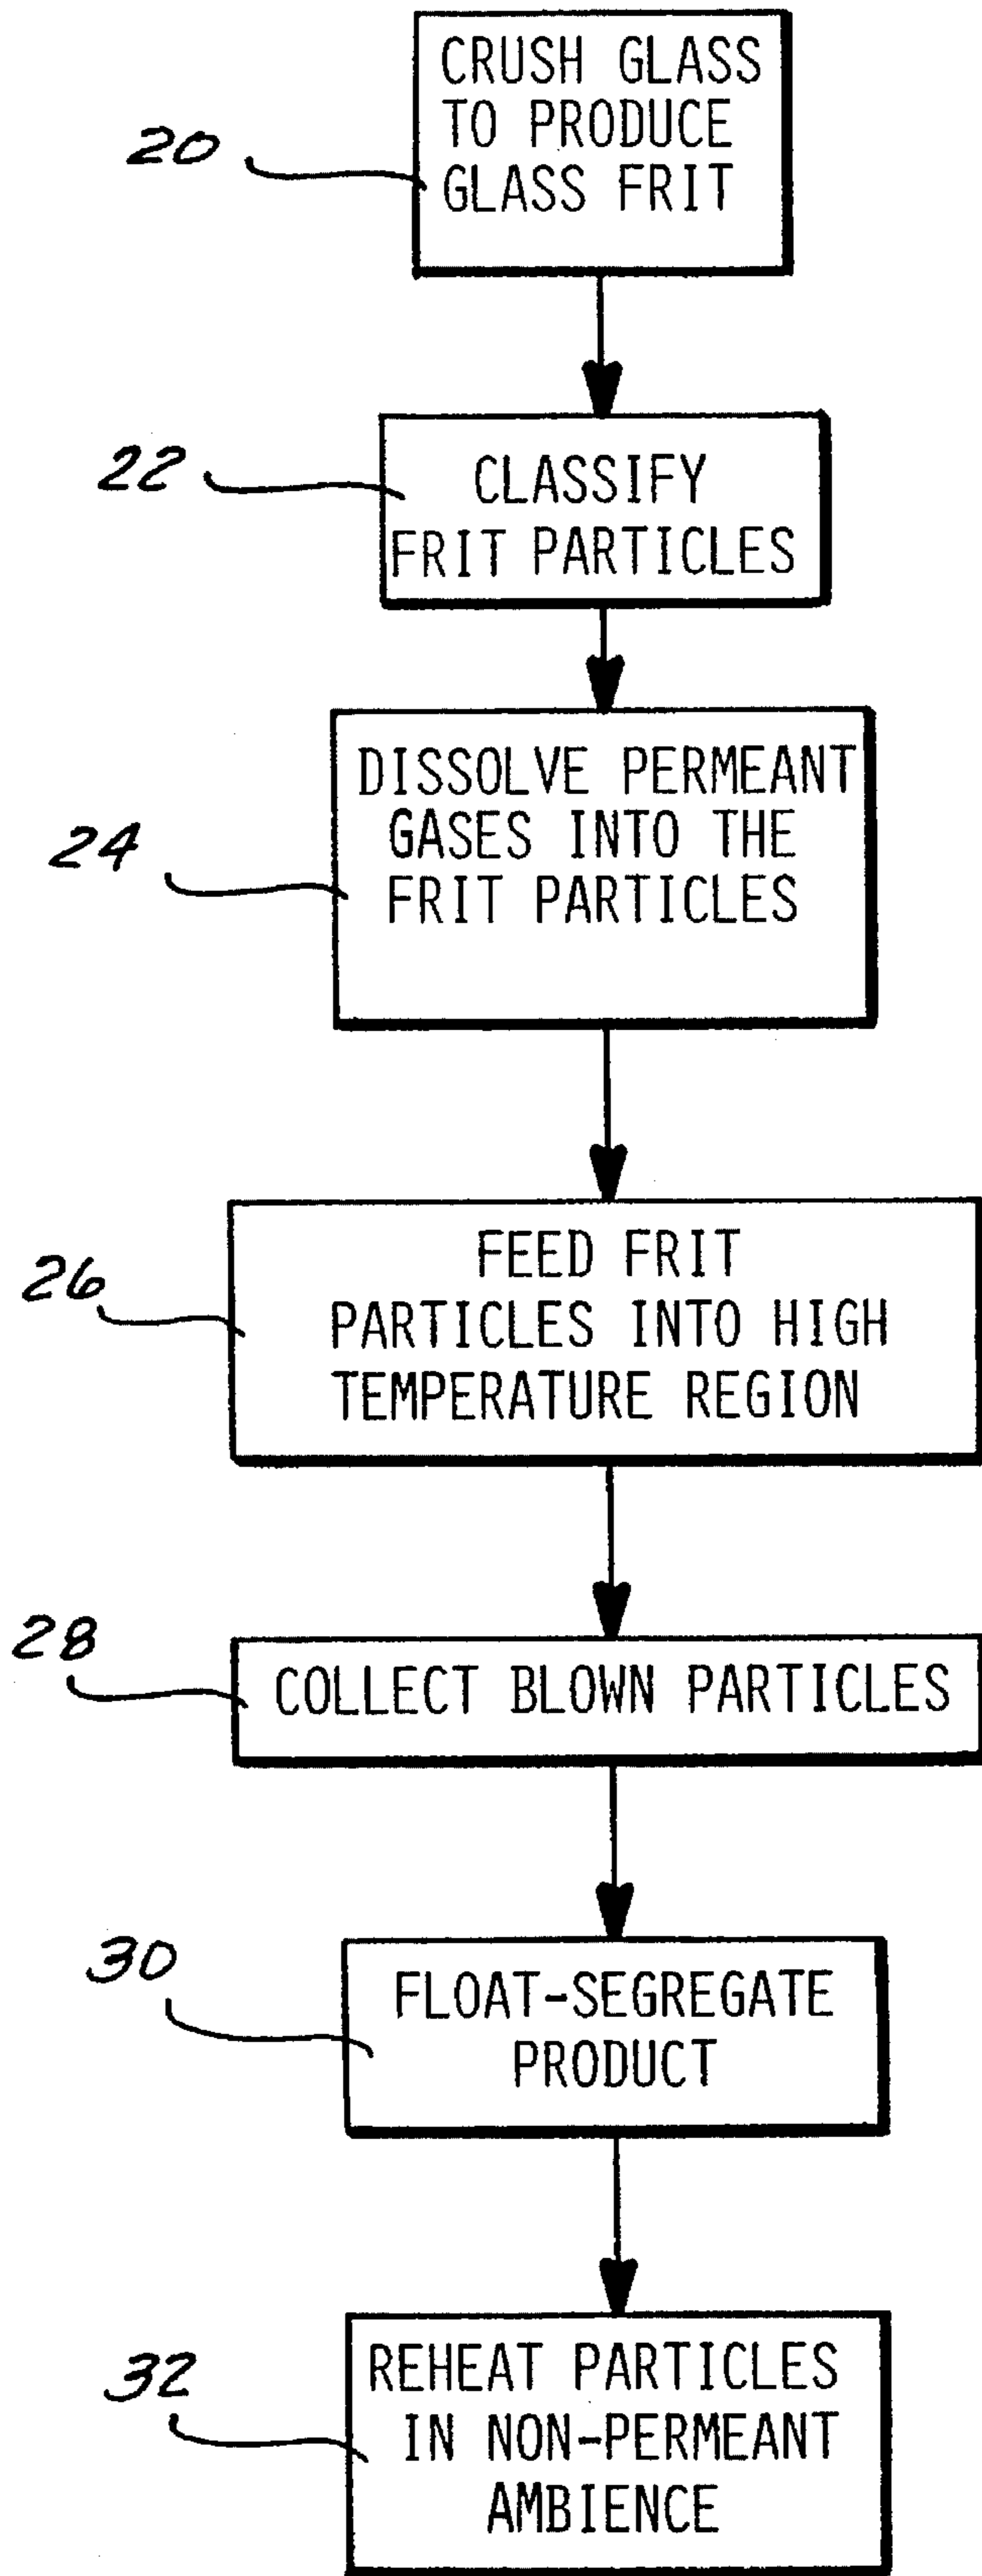 20
CRUSH GLASS
TO PRODUCE
GLASS FRIT
22
CLASSIFY
FRIT PARTICLES
24
DISSOLVE PERMEANT
GASES INTO THE
FRIT PARTICLES
26
FEED FRIT
PARTICLES INTO HIGH
TEMPERATURE REGION
28
COLLECT BLOWN PARTICLES
30
FLOAT-SEGREGATE
PRODUCT
32
REHEAT PARTICLES
IN NON-PERMEANT
AMBIENCE